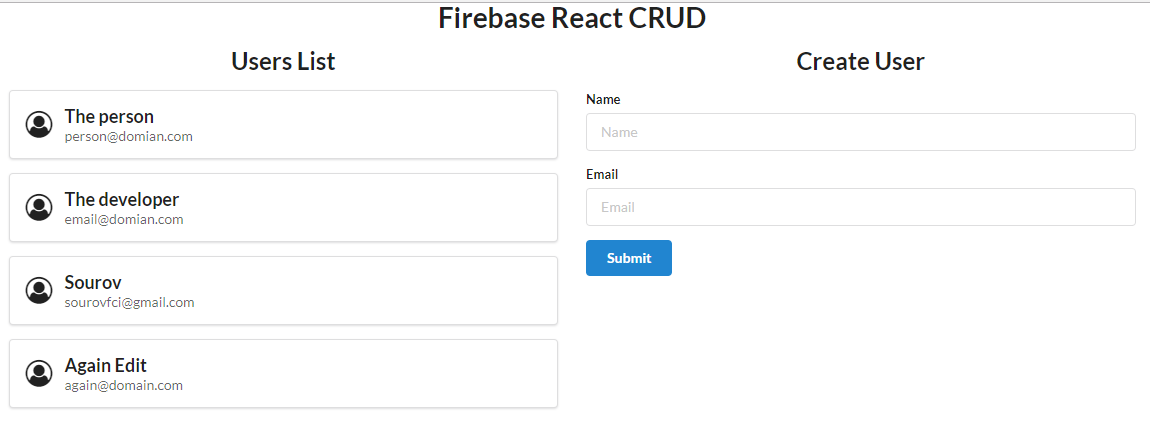 Firebase React CRUD
Users List
The person
person@domian.com
The developer
email@domian.com
Sourov
sourovfci@gmail.com
Again Edit
again@domain.com
Create User
Name
Name
Email
Email
Submit